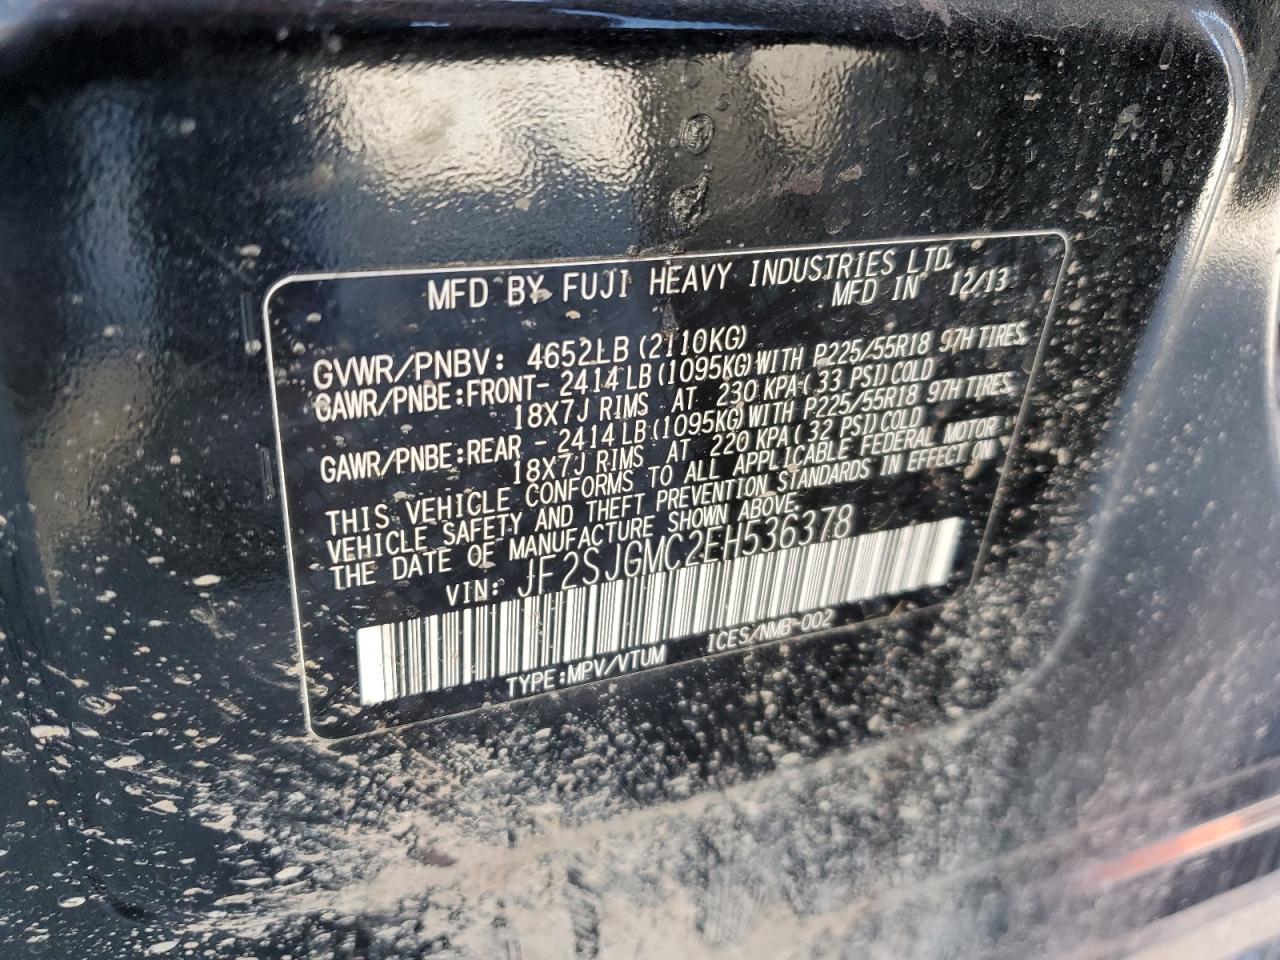 MFD BY FUJI HEAVY INDUSTRIES LTD.
MFD IN 12/13
GVWR/PNBV: 4652LB (2110KG)
GAWR/PNBE:FRONT- 2414LB (1095KG) WITH P225/55R18 97H TIRES
18X7J RIMS AT 230 KPA (33 PSI) COLD
GAWR/PNBE:REAR - 2414LB (1095KG) WITH P225/55R18 97H TIRES
18X7J RIMS AT 220 KPA (32 PSI) COLD
THIS VEHICLE CONFORMS TO ALL APPLICABLE FEDERAL MOTOR
VEHICLE SAFETY AND THEFT PREVENTION STANDARDS IN EFFECT ON
THE DATE OF MANUFACTURE SHOWN ABOVE.
VIN: JF2SJGMC2EH536378
TYPE:MPV/VTUM ICES/NMB-002